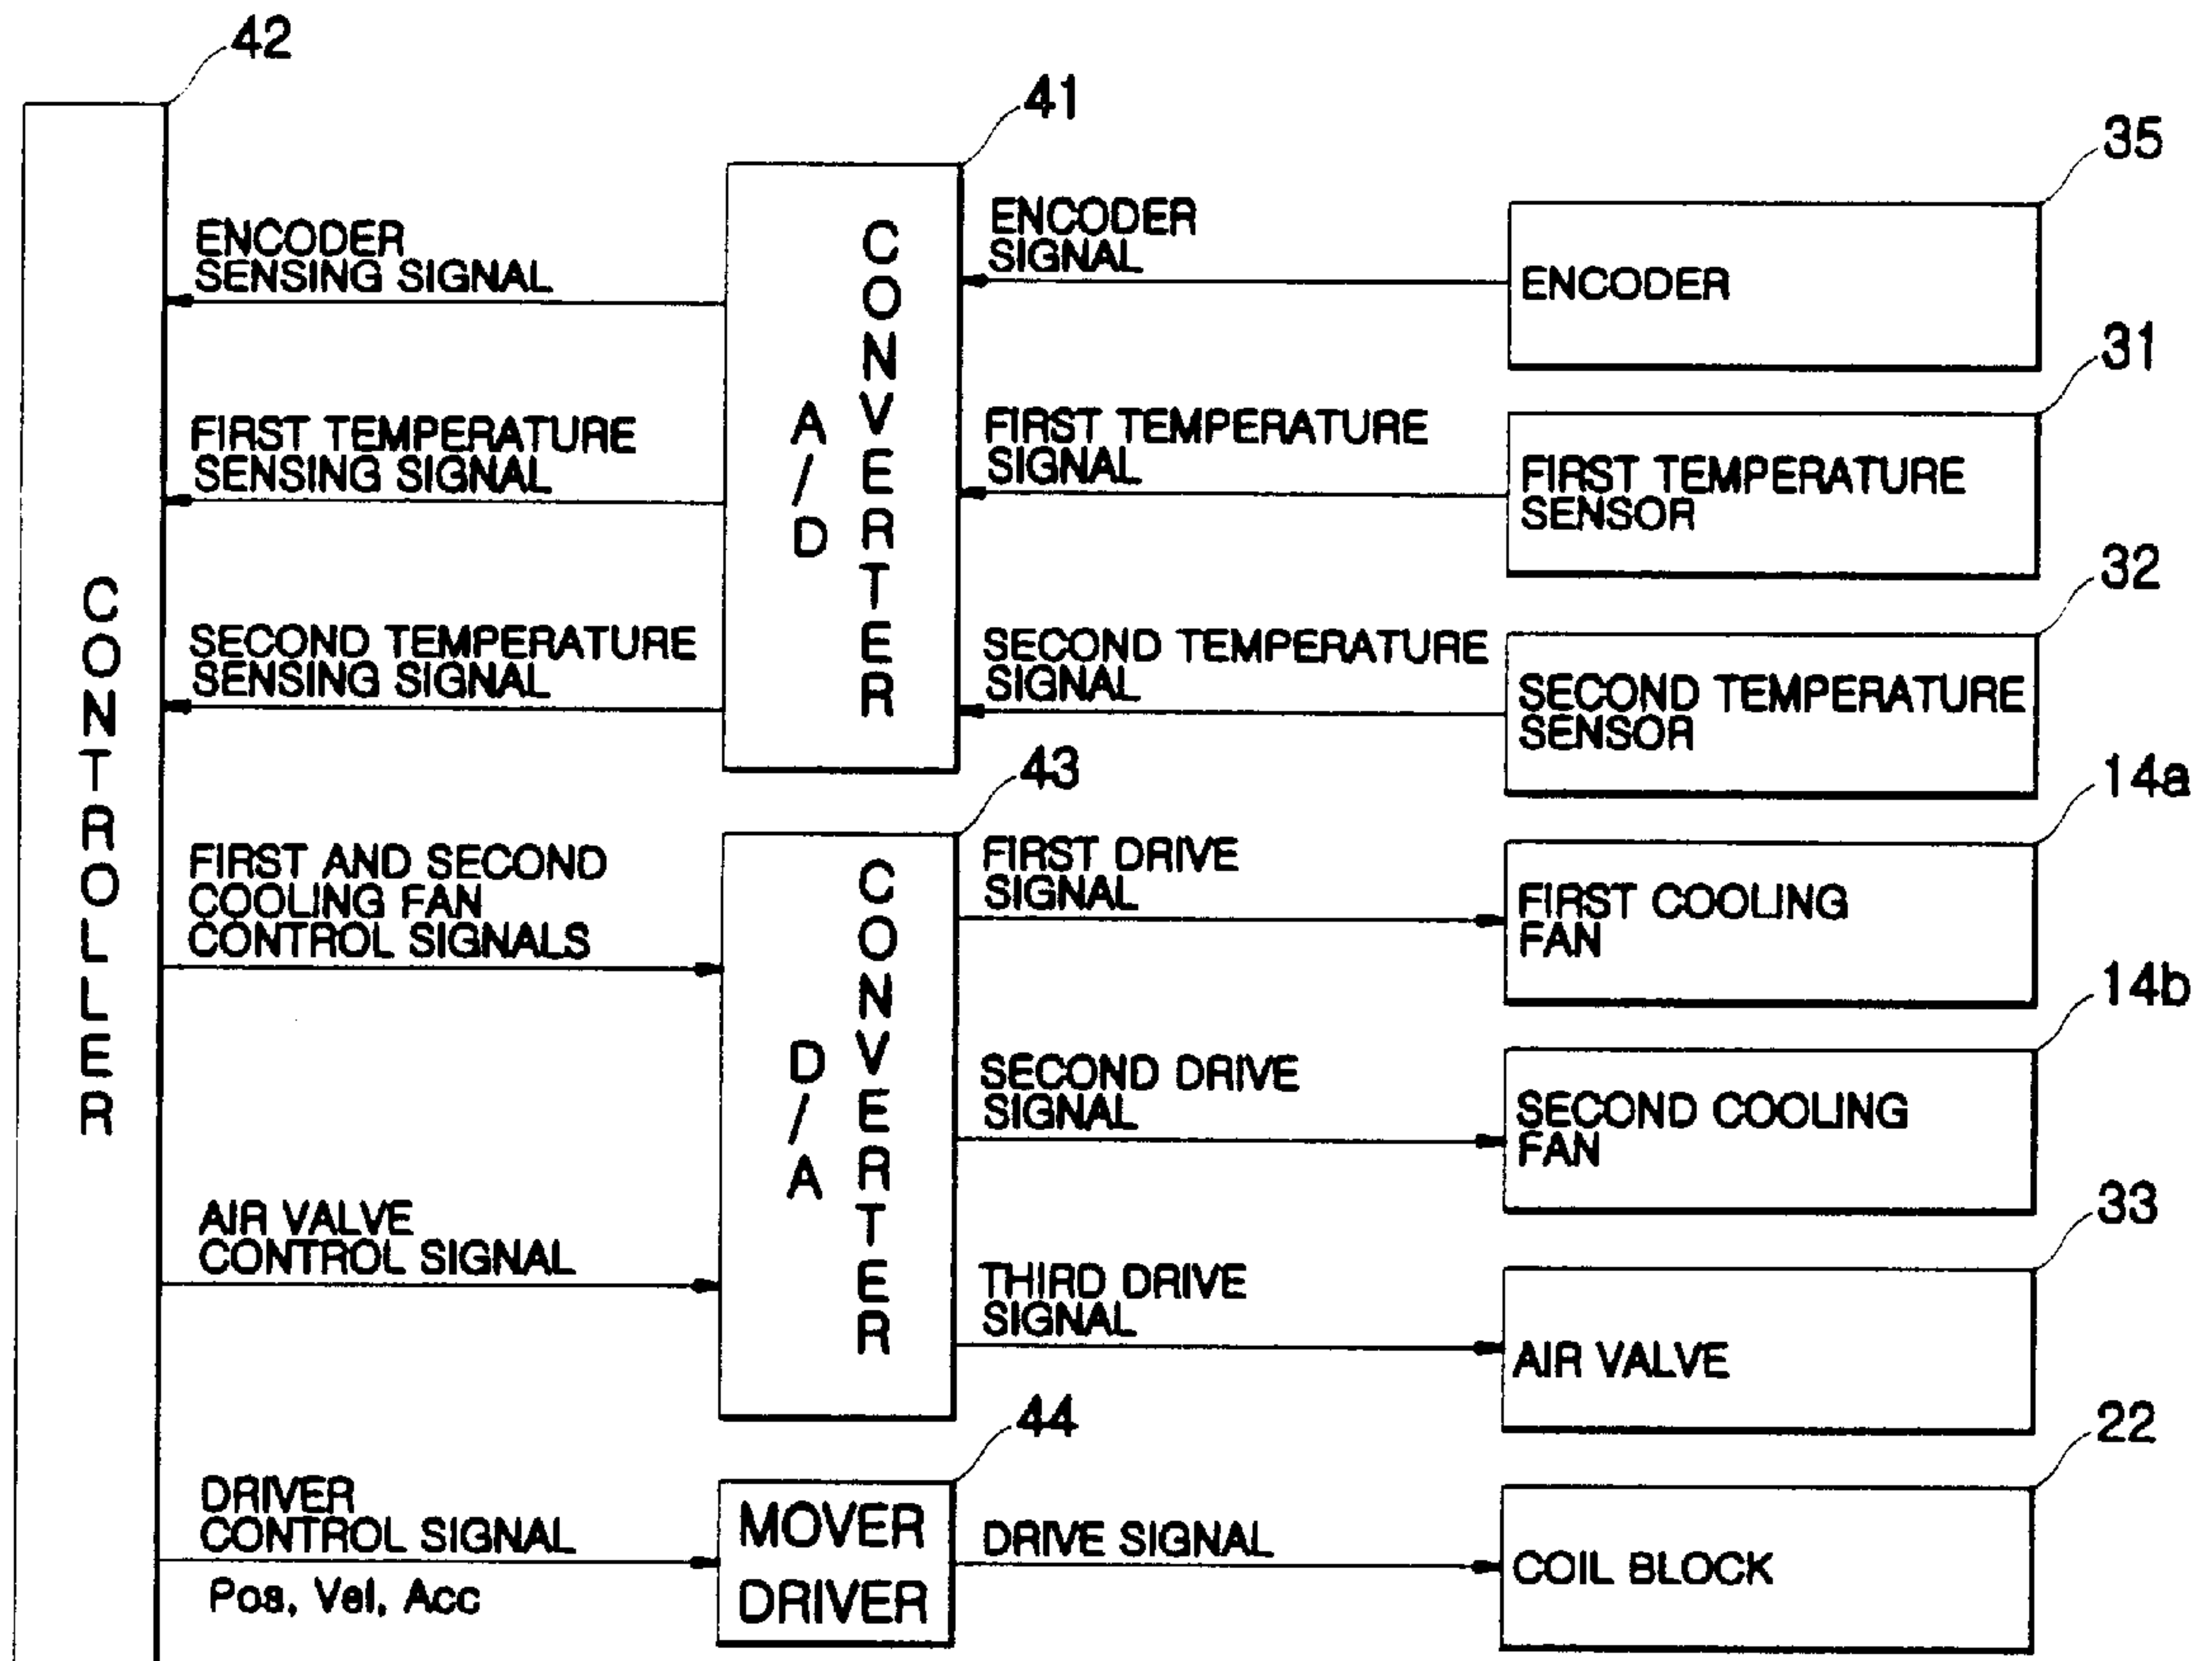 42
41
35
ENCODER
SENSING SIGNAL
ENCODER
SIGNAL
ENCODER
31
FIRST TEMPERATURE
SENSING SIGNAL
A/D
CONVERTER
FIRST TEMPERATURE
SIGNAL
FIRST TEMPERATURE
SENSOR
32
CONTROLLER
SECOND TEMPERATURE
SENSING SIGNAL
SECOND TEMPERATURE
SIGNAL
SECOND TEMPERATURE
SENSOR
43
14a
FIRST AND SECOND
COOLING FAN
CONTROL SIGNALS
FIRST DRIVE
SIGNAL
FIRST COOLING
FAN
14b
D/A
CONVERTER
SECOND DRIVE
SIGNAL
SECOND COOLING
FAN
33
AIR VALVE
CONTROL SIGNAL
THIRD DRIVE
SIGNAL
AIR VALVE
44
22
DRIVER
CONTROL SIGNAL
Pos, Vel, Acc
MOVER
DRIVER
DRIVE SIGNAL
COIL BLOCK